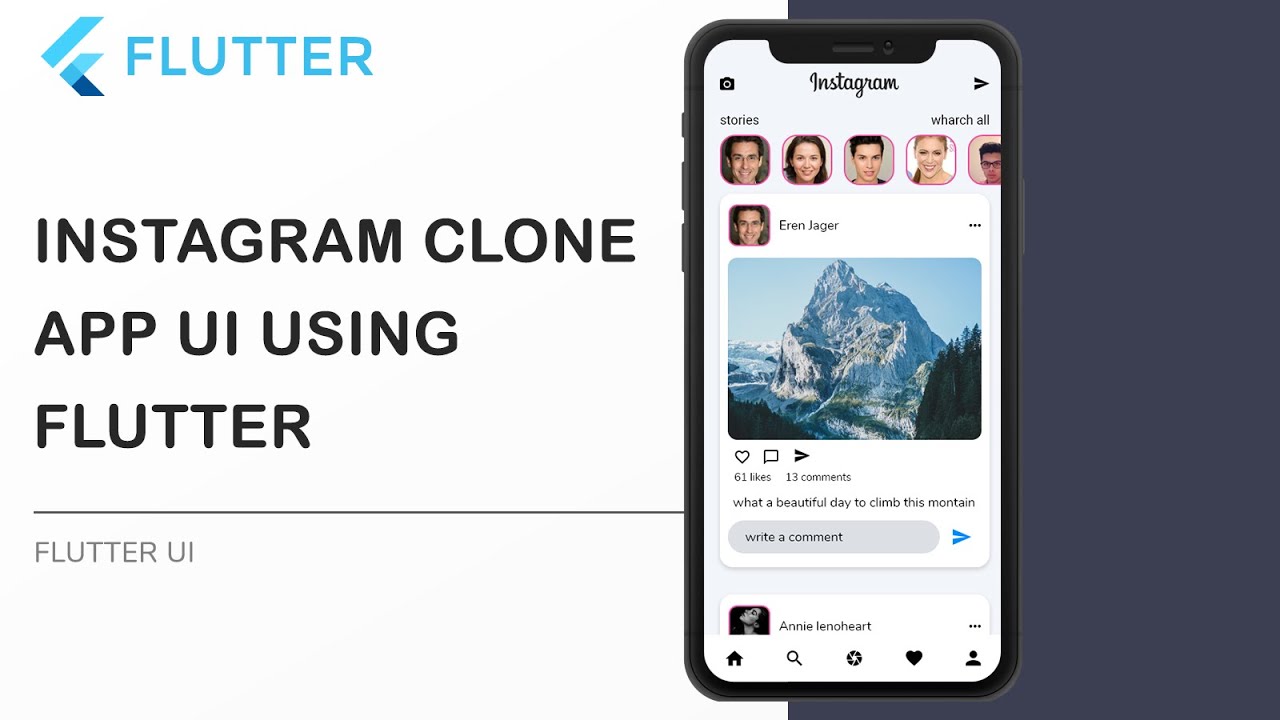 FLUTTER
INSTAGRAM CLONE
APP UI USING
FLUTTER
FLUTTER UI
Instagram
stories wharch all
Eren Jager
61 likes 13 comments
what a beautiful day to climb this montain
write a comment
Annie lenoheart